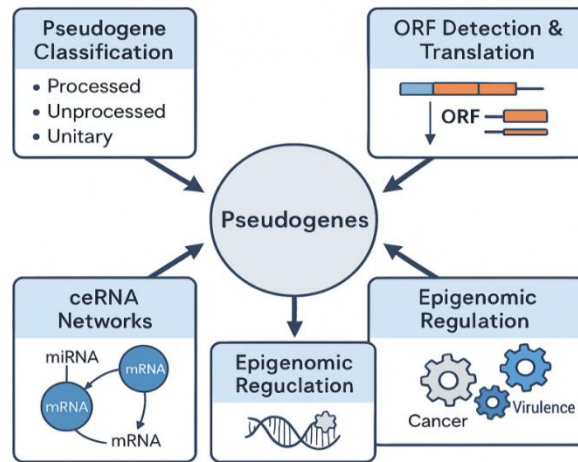 Pseudogene
Classification
• Processed
• Unprocessed
• Unitary
ORF Detection &
Translation
ORF
Pseudogenes
ceRNA
Networks
miRNA
mRNA
mRNA
mRNA
Epigenomic
Reguclation
Epigenomic
Regulation
Cancer
Virulence